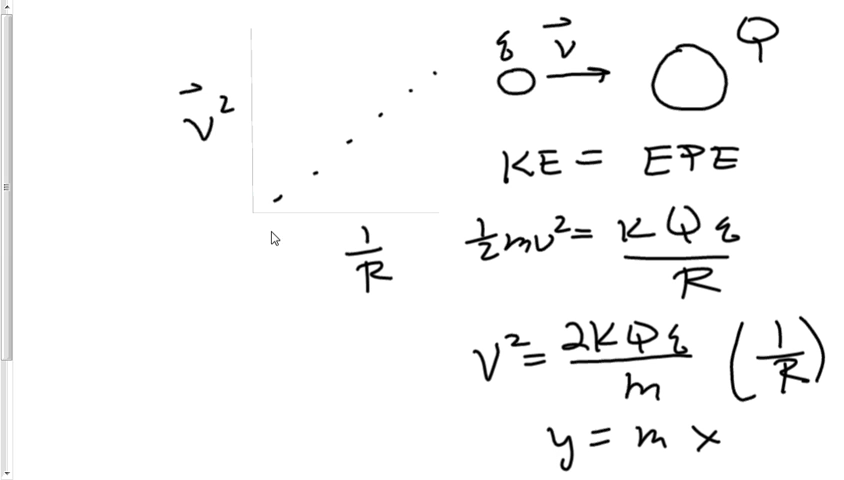 q v⃗ Q
v⃗²
KE = EPE
½mv² = KQq/R
1/R
V² = 2KQq/m (1/R)
y = m x